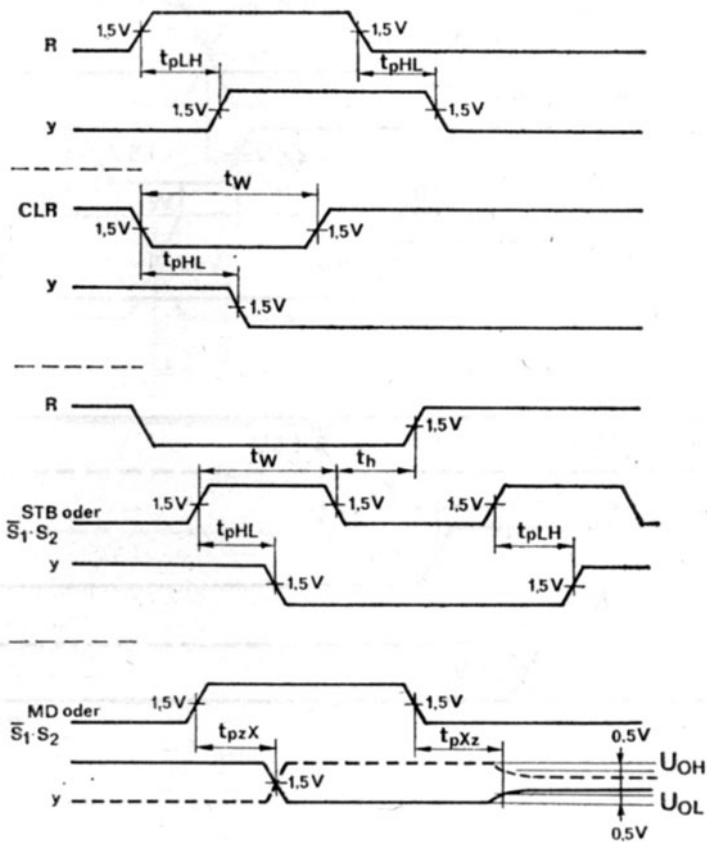 1,5V
1,5V
R
tpLH
tpHL
1,5V
1,5V
y
tW
CLR
1,5V
1,5V
tpHL
y
1,5V
R
1,5V
tW
th
STB oder
S̅1·S2
1,5V
1,5V
1,5V
tpHL
tpLH
y
1,5V
1,5V
MD oder
S̅1·S2
1,5V
1,5V
0.5V
tpzX
tpXz
UOH
1,5V
y
UOL
0,5V